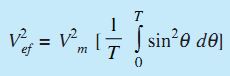 V²ef = V²m [ 1/T ∫₀ᵀ sin²θ dθ]